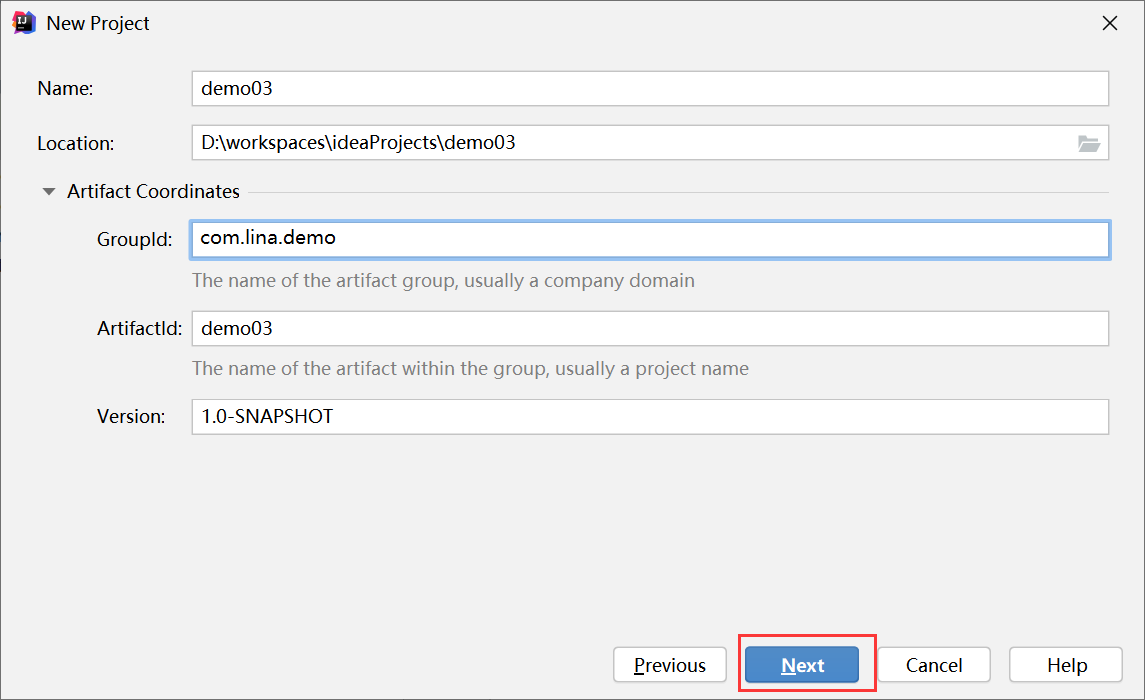 New Project
Name: demo03
Location: D:\workspaces\ideaProjects\demo03
Artifact Coordinates
GroupId: com.lina.demo
The name of the artifact group, usually a company domain
ArtifactId: demo03
The name of the artifact within the group, usually a project name
Version: 1.0-SNAPSHOT
Previous Next Cancel Help